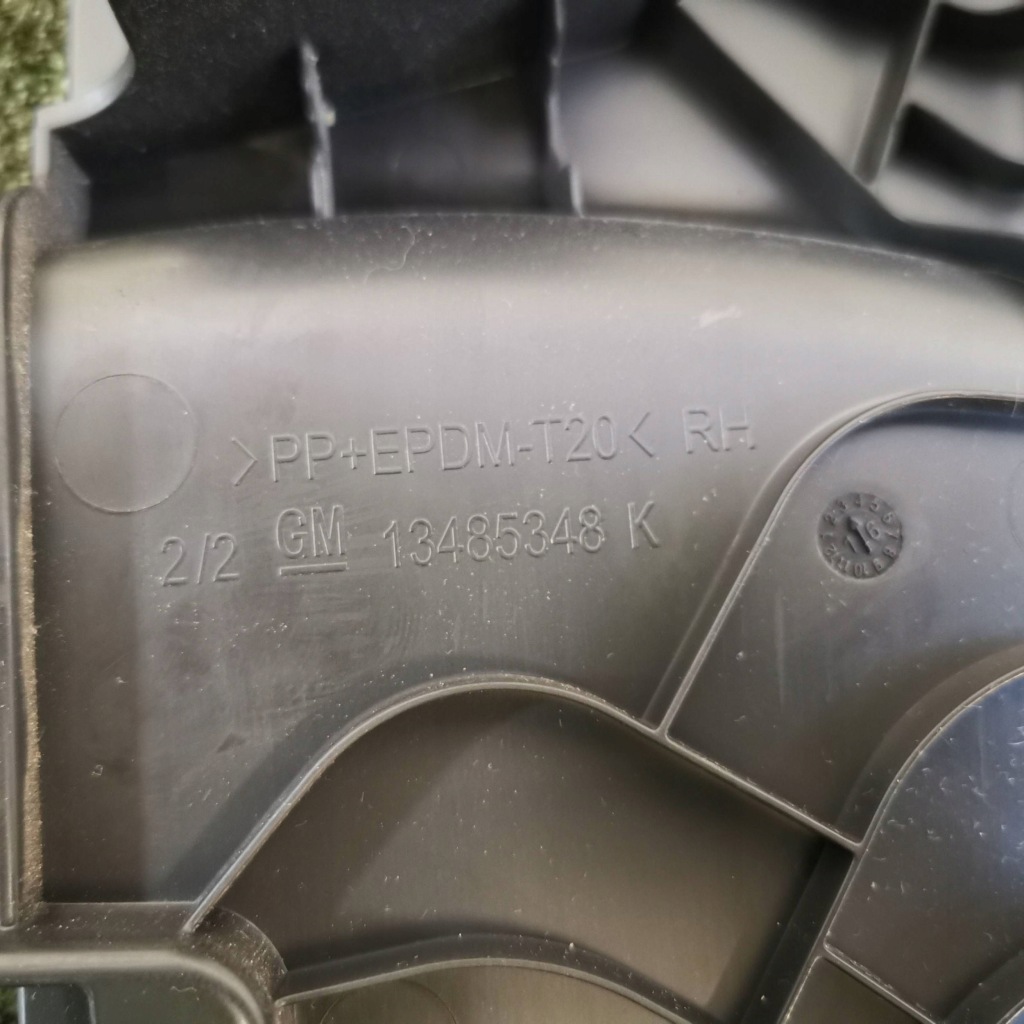 >PP+EPDM-T20< RH
2/2 GM 13485348 K